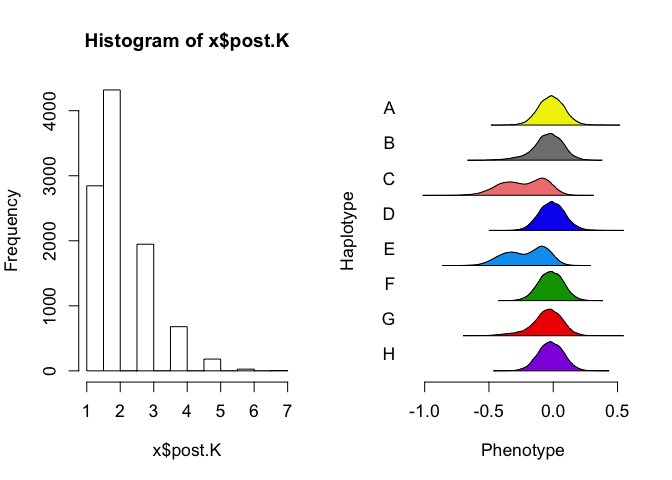 Histogram of x$post.K
Frequency
4000
3000
2000
1000
0
1 2 3 4 5 6 7
x$post.K
Haplotype
A
B
C
D
E
F
G
H
-1.0 -0.5 0.0 0.5
Phenotype